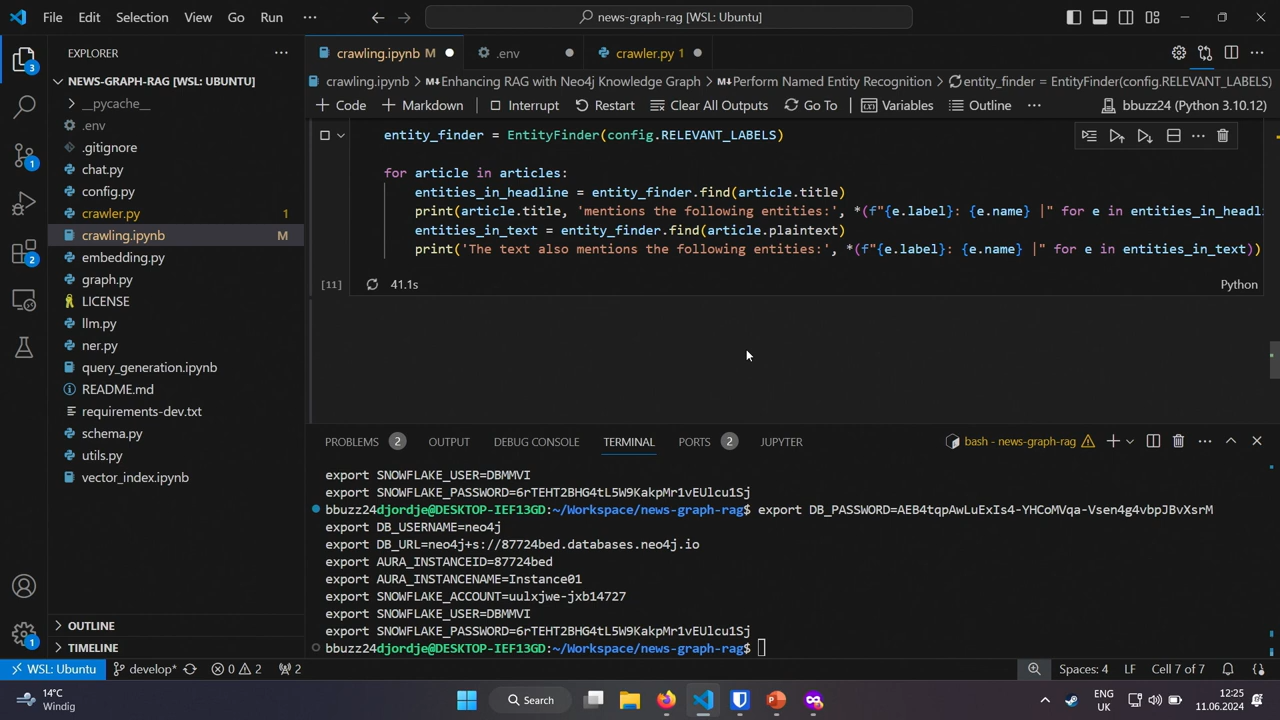 File Edit Selection View Go Run ··· news-graph-rag [WSL: Ubuntu]
EXPLORER ···
crawling.ipynb M .env crawler.py 1
NEWS-GRAPH-RAG [WSL: UBUNTU]
crawling.ipynb > Enhancing RAG with Neo4j Knowledge Graph > Perform Named Entity Recognition > entity_finder = EntityFinder(config.RELEVANT_LABELS)
+ Code + Markdown Interrupt Restart Clear All Outputs Go To Variables Outline ··· bbuzz24 (Python 3.10.12)
__pycache__
.env
.gitignore
chat.py
config.py
crawler.py 1
crawling.ipynb M
embedding.py
graph.py
LICENSE
llm.py
ner.py
query_generation.ipynb
README.md
requirements-dev.txt
schema.py
utils.py
vector_index.ipynb
OUTLINE
TIMELINE
3
1
2
1
entity_finder = EntityFinder(config.RELEVANT_LABELS)
for article in articles:
entities_in_headline = entity_finder.find(article.title)
print(article.title, 'mentions the following entities:', *(f"{e.label}: {e.name} |" for e in entities_in_headli
entities_in_text = entity_finder.find(article.plaintext)
print('The text also mentions the following entities:', *(f"{e.label}: {e.name} |" for e in entities_in_text))
[11] 41.1s Python
PROBLEMS 2 OUTPUT DEBUG CONSOLE TERMINAL PORTS 2 JUPYTER bash - news-graph-rag
export SNOWFLAKE_USER=DBMMVI
export SNOWFLAKE_PASSWORD=6rTEHT2BHG4tL5W9KakpMr1vEUlcu1Sj
bbuzz24djordje@DESKTOP-IEF13GD:~/Workspace/news-graph-rag$ export DB_PASSWORD=AEB4tqpAwLuExIs4-YHCoMVqa-Vsen4g4vbpJBvXsrM
export DB_USERNAME=neo4j
export DB_URL=neo4j+s://87724bed.databases.neo4j.io
export AURA_INSTANCEID=87724bed
export AURA_INSTANCENAME=Instance01
export SNOWFLAKE_ACCOUNT=uulxjwe-jxb14727
export SNOWFLAKE_USER=DBMMVI
export SNOWFLAKE_PASSWORD=6rTEHT2BHG4tL5W9KakpMr1vEUlcu1Sj
bbuzz24djordje@DESKTOP-IEF13GD:~/Workspace/news-graph-rag$
WSL: Ubuntu develop* 0 2 2 Spaces: 4 LF Cell 7 of 7
14°C
Windig
Search
ENG
UK
12:25
11.06.2024